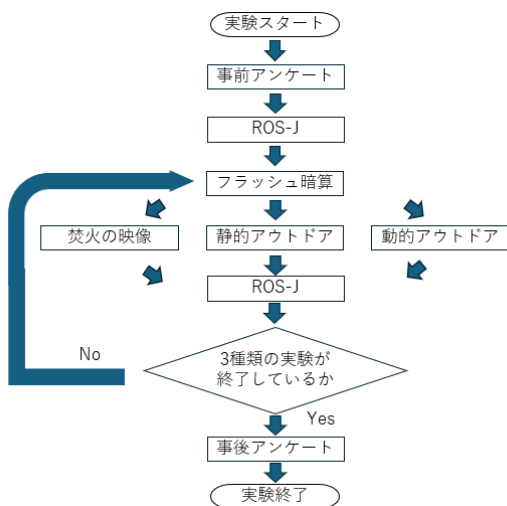 実験スタート
事前アンケート
ROS-J
フラッシュ暗算
焚火の映像
静的アウトドア
動的アウトドア
ROS-J
3種類の実験が
終了しているか
No
Yes
事後アンケート
実験終了